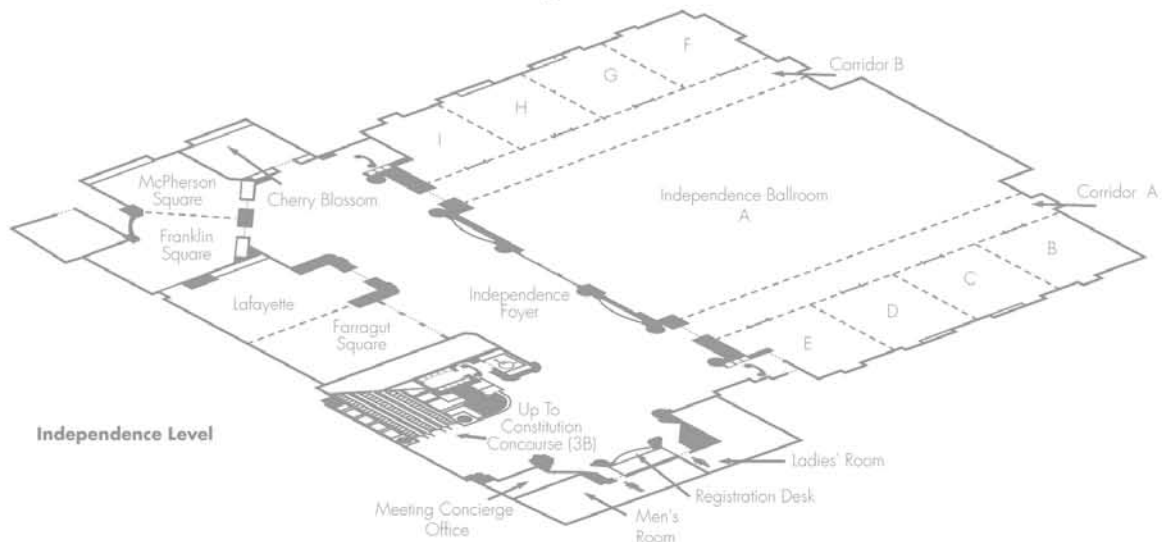 F
Corridor B
G
H
I
McPherson
Square
Cherry Blossom
Independence Ballroom
A
Corridor A
Franklin
Square
B
C
Lafayette
Independence
Foyer
D
Farragut
Square
E
Up To
Constitution
Concourse (3B)
Independence Level
Ladies' Room
Registration Desk
Meeting Concierge
Office
Men's
Room